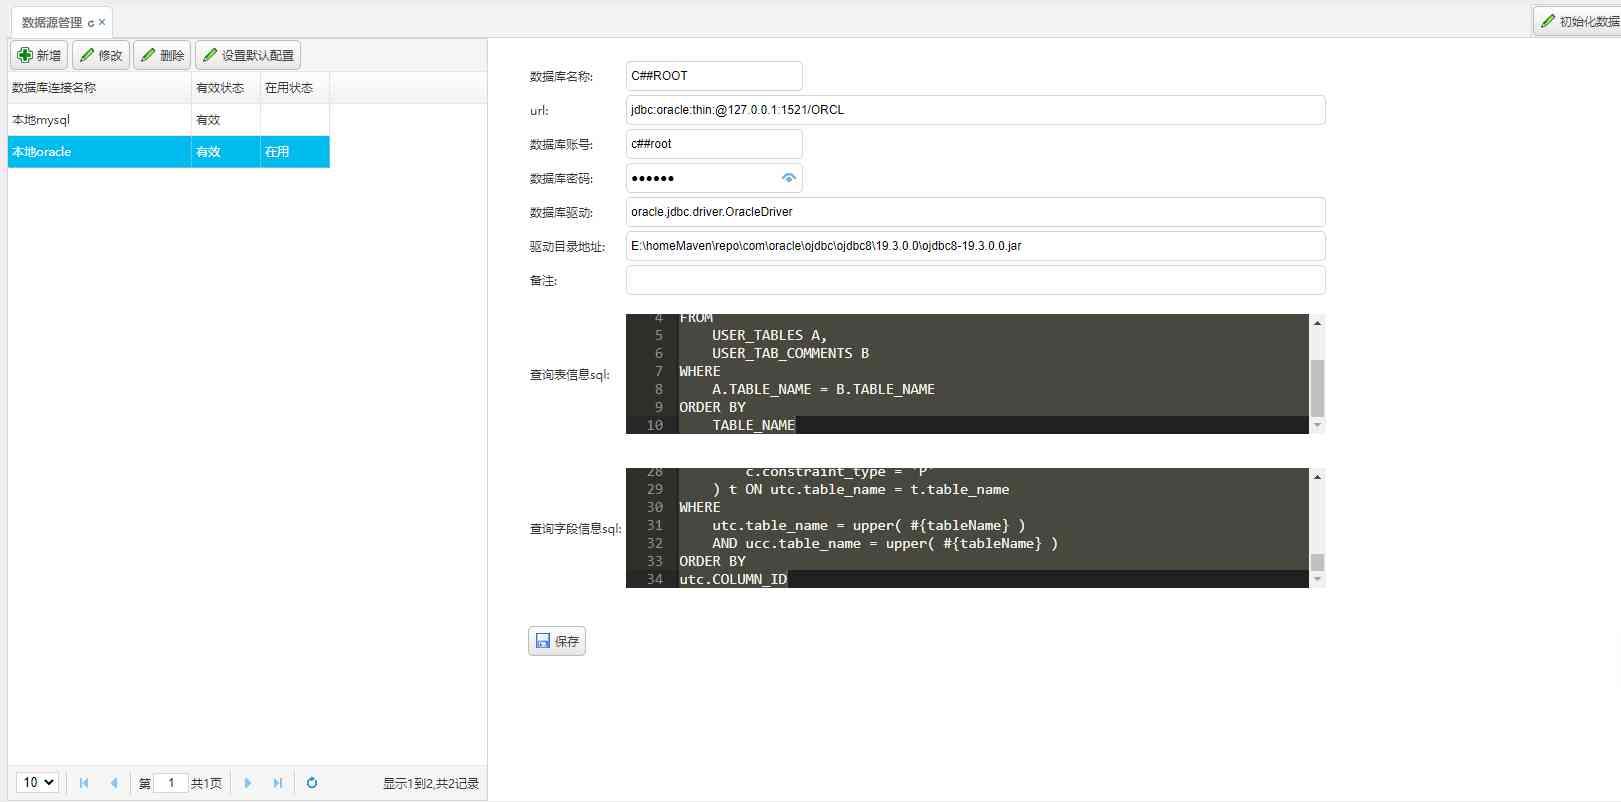 数据源管理
初始化数据
新增 修改 删除 设置默认配置
数据库连接名称 有效状态 在用状态
本地mysql 有效
本地oracle 有效 在用
数据库名称: C##ROOT
url: jdbc:oracle:thin:@127.0.0.1:1521/ORCL
数据库账号: c##root
数据库密码: ••••••
数据库驱动: oracle.jdbc.driver.OracleDriver
驱动目录地址: E:\homeMaven\repo\com\oracle\ojdbc\ojdbc8\19.3.0.0\ojdbc8-19.3.0.0.jar
备注:
查询表信息sql:
4 FROM
5 USER_TABLES A,
6 USER_TAB_COMMENTS B
7 WHERE
8 A.TABLE_NAME = B.TABLE_NAME
9 ORDER BY
10 TABLE_NAME
查询字段信息sql:
28 c.constraint_type = 'P'
29 ) t ON utc.table_name = t.table_name
30 WHERE
31 utc.table_name = upper( #{tableName} )
32 AND ucc.table_name = upper( #{tableName} )
33 ORDER BY
34 utc.COLUMN_ID
保存
10 第 1 共1页 显示1到2,共2记录